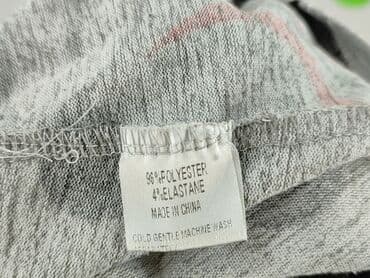 96%POLYESTER
4%ELASTANE
MADE IN CHINA
COLD GENTLE MACHINE WASH